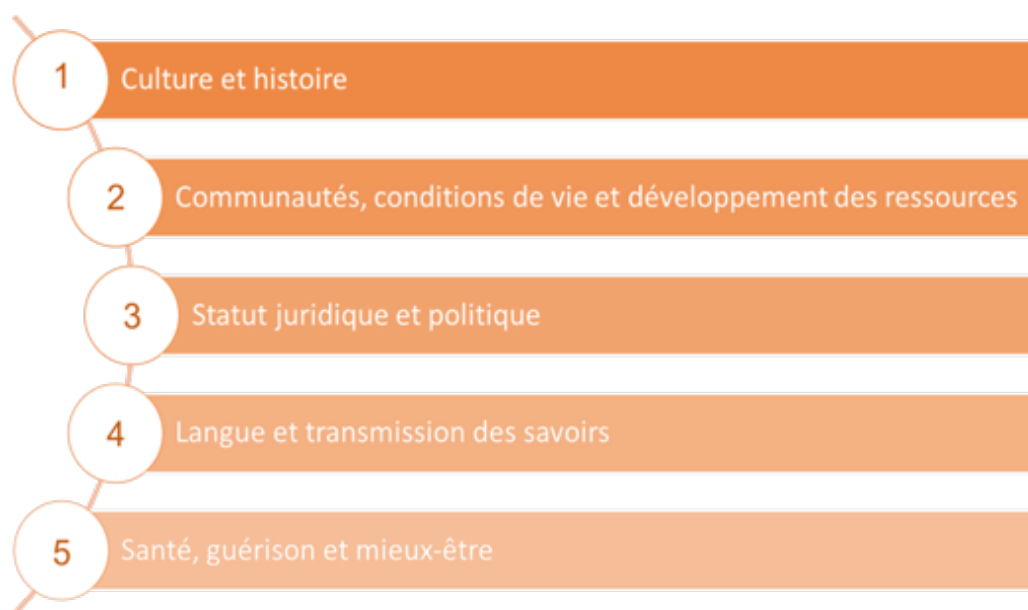 1 Culture et histoire
2 Communautés, conditions de vie et développement des ressources
3 Statut juridique et politique
4 Langue et transmission des savoirs
5 Santé, guérison et mieux-être